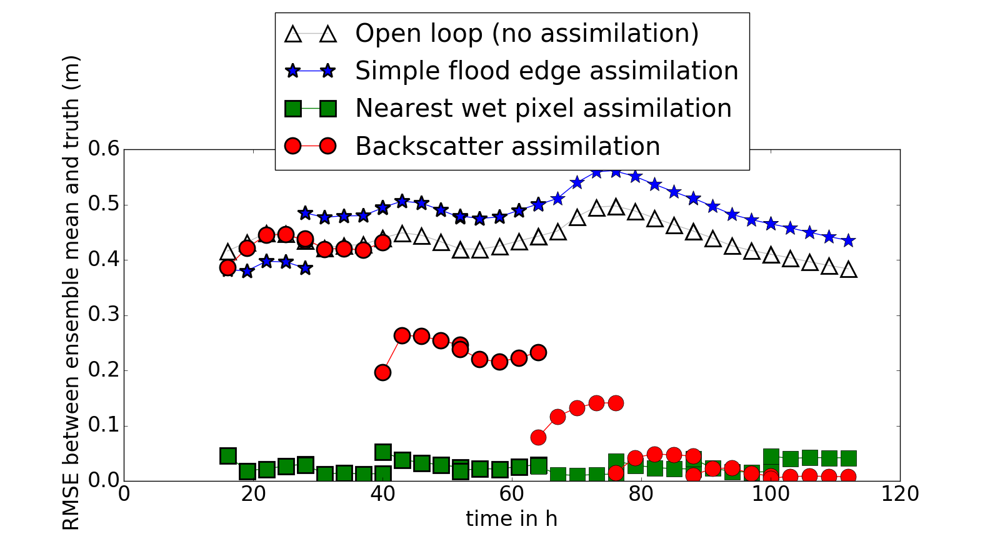 Open loop (no assimilation)
Simple flood edge assimilation
Nearest wet pixel assimilation
Backscatter assimilation
RMSE between ensemble mean and truth (m)
0.6
0.5
0.4
0.3
0.2
0.1
0.0
0 20 40 60 80 100 120
time in h